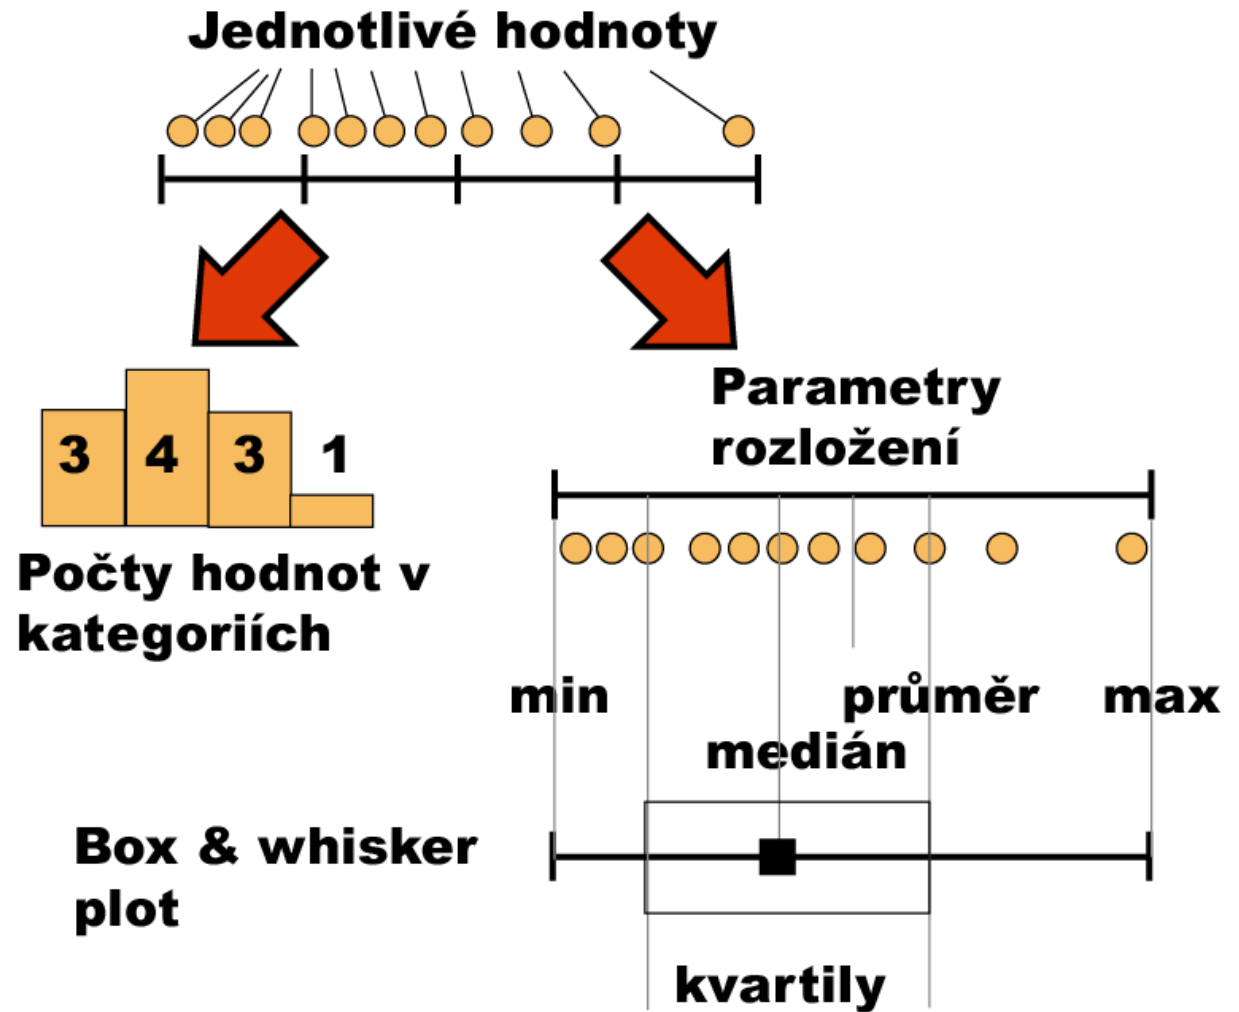 Jednotlivé hodnoty
3 4 3 1
Počty hodnot v
kategoriích
Parametry
rozložení
min průměr max
medián
Box & whisker
plot
kvartily